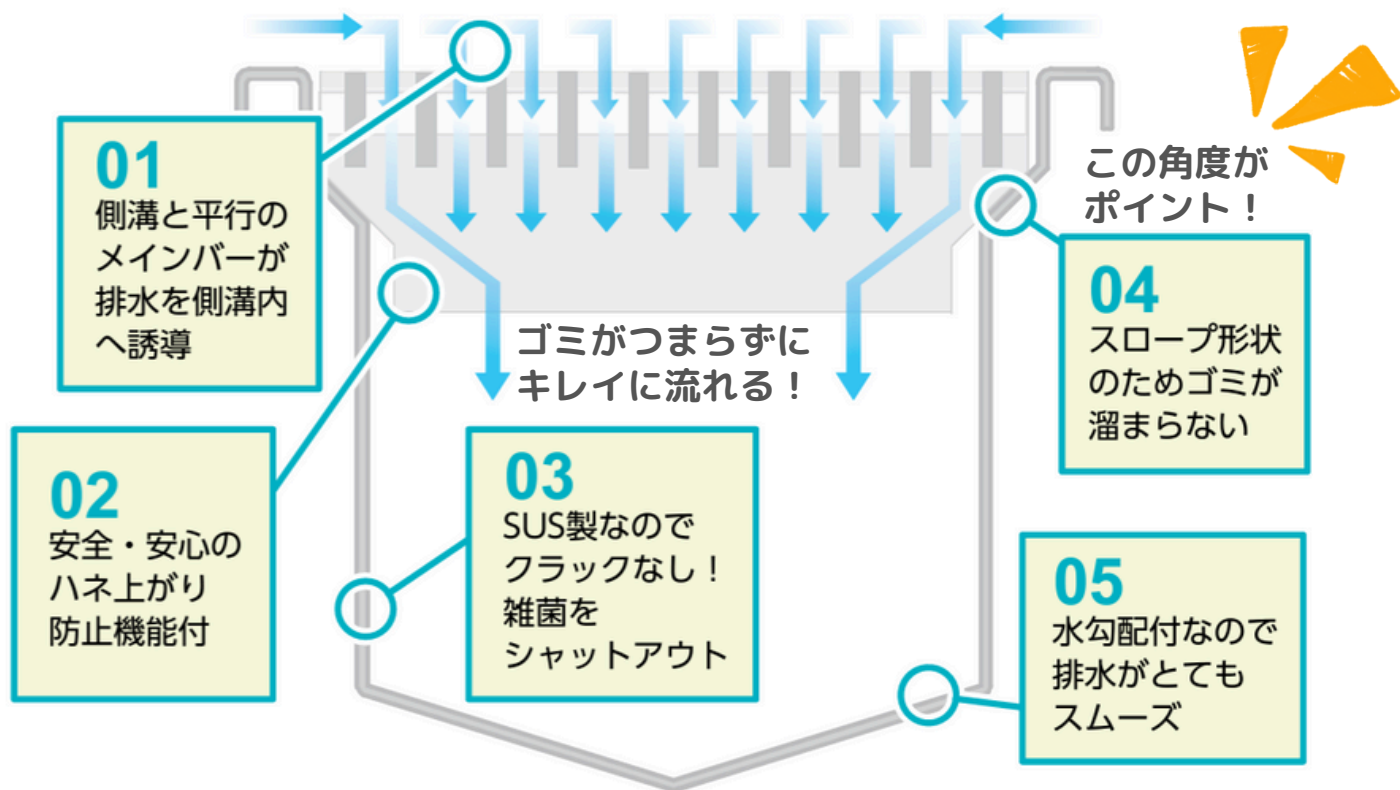 01
側溝と平行の
メインバーが
排水を側溝内
へ誘導
この角度が
ポイント！
04
スロープ形状
のためゴミが
溜まらない
ゴミがつまらずに
キレイに流れる！
02
安全・安心の
ハネ上がり
防止機能付
03
SUS製なので
クラックなし！
雑菌を
シャットアウト
05
水勾配付なので
排水がとても
スムーズ